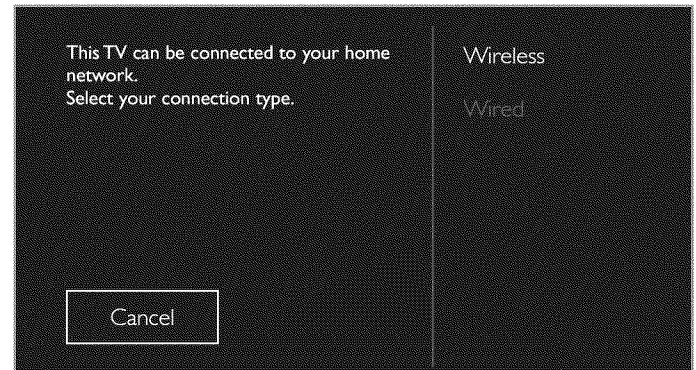 This TV can be connected to your home
network.
Select your connection type.
Wireless
Wired
Cancel